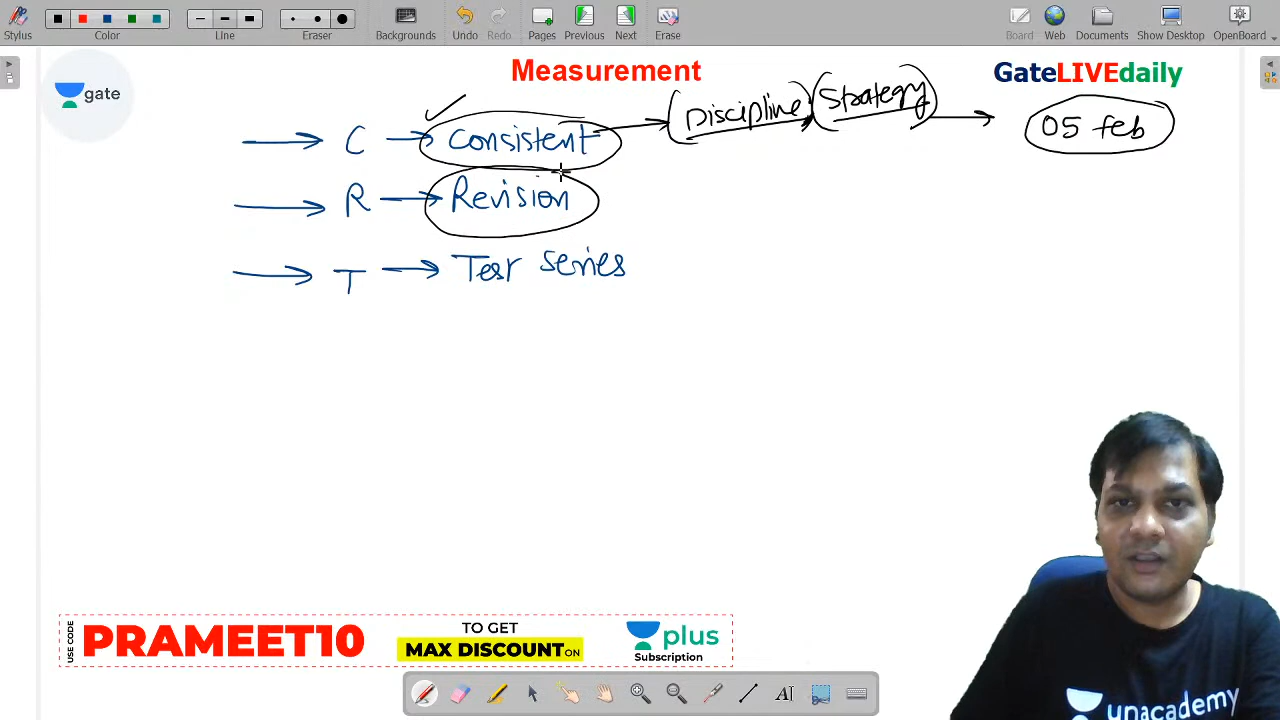 Stylus
Color
Line
Eraser
Backgrounds
Undo
Redo
Pages
Previous
Next
Erase
Board
Web
Documents
Show Desktop
OpenBoard
gate
Measurement
GateLIVEdaily
C → Consistent → (Discipline) (Strategy) → 05 feb
R → Revision
T → Test series
USE CODE
PRAMEET10
TO GET
MAX DISCOUNT ON
plus
Subscription
unacademy